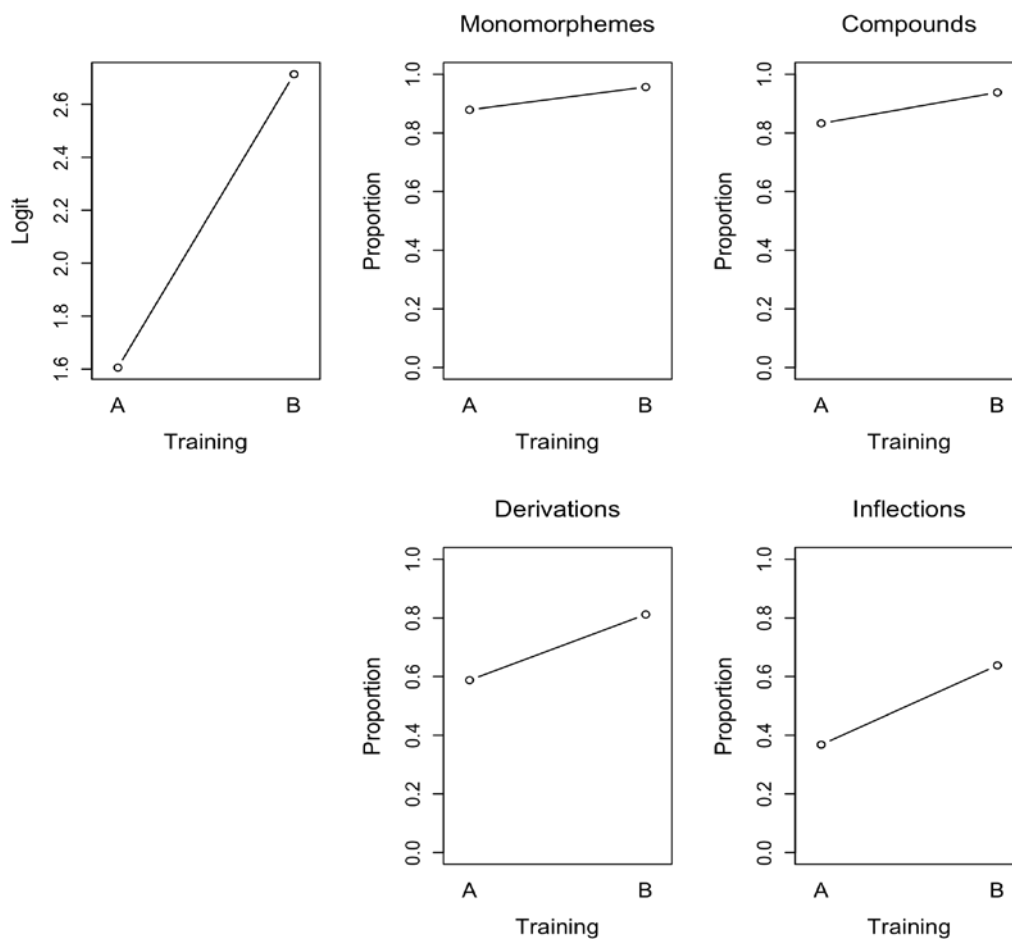 Logit
2.6
2.4
2.2
2.0
1.8
1.6
A B
Training
Monomorphemes
Proportion
1.0
0.8
0.6
0.4
0.2
0.0
A B
Training
Compounds
Proportion
1.0
0.8
0.6
0.4
0.2
0.0
A B
Training
Derivations
Proportion
1.0
0.8
0.6
0.4
0.2
0.0
A B
Training
Inflections
Proportion
1.0
0.8
0.6
0.4
0.2
0.0
A B
Training